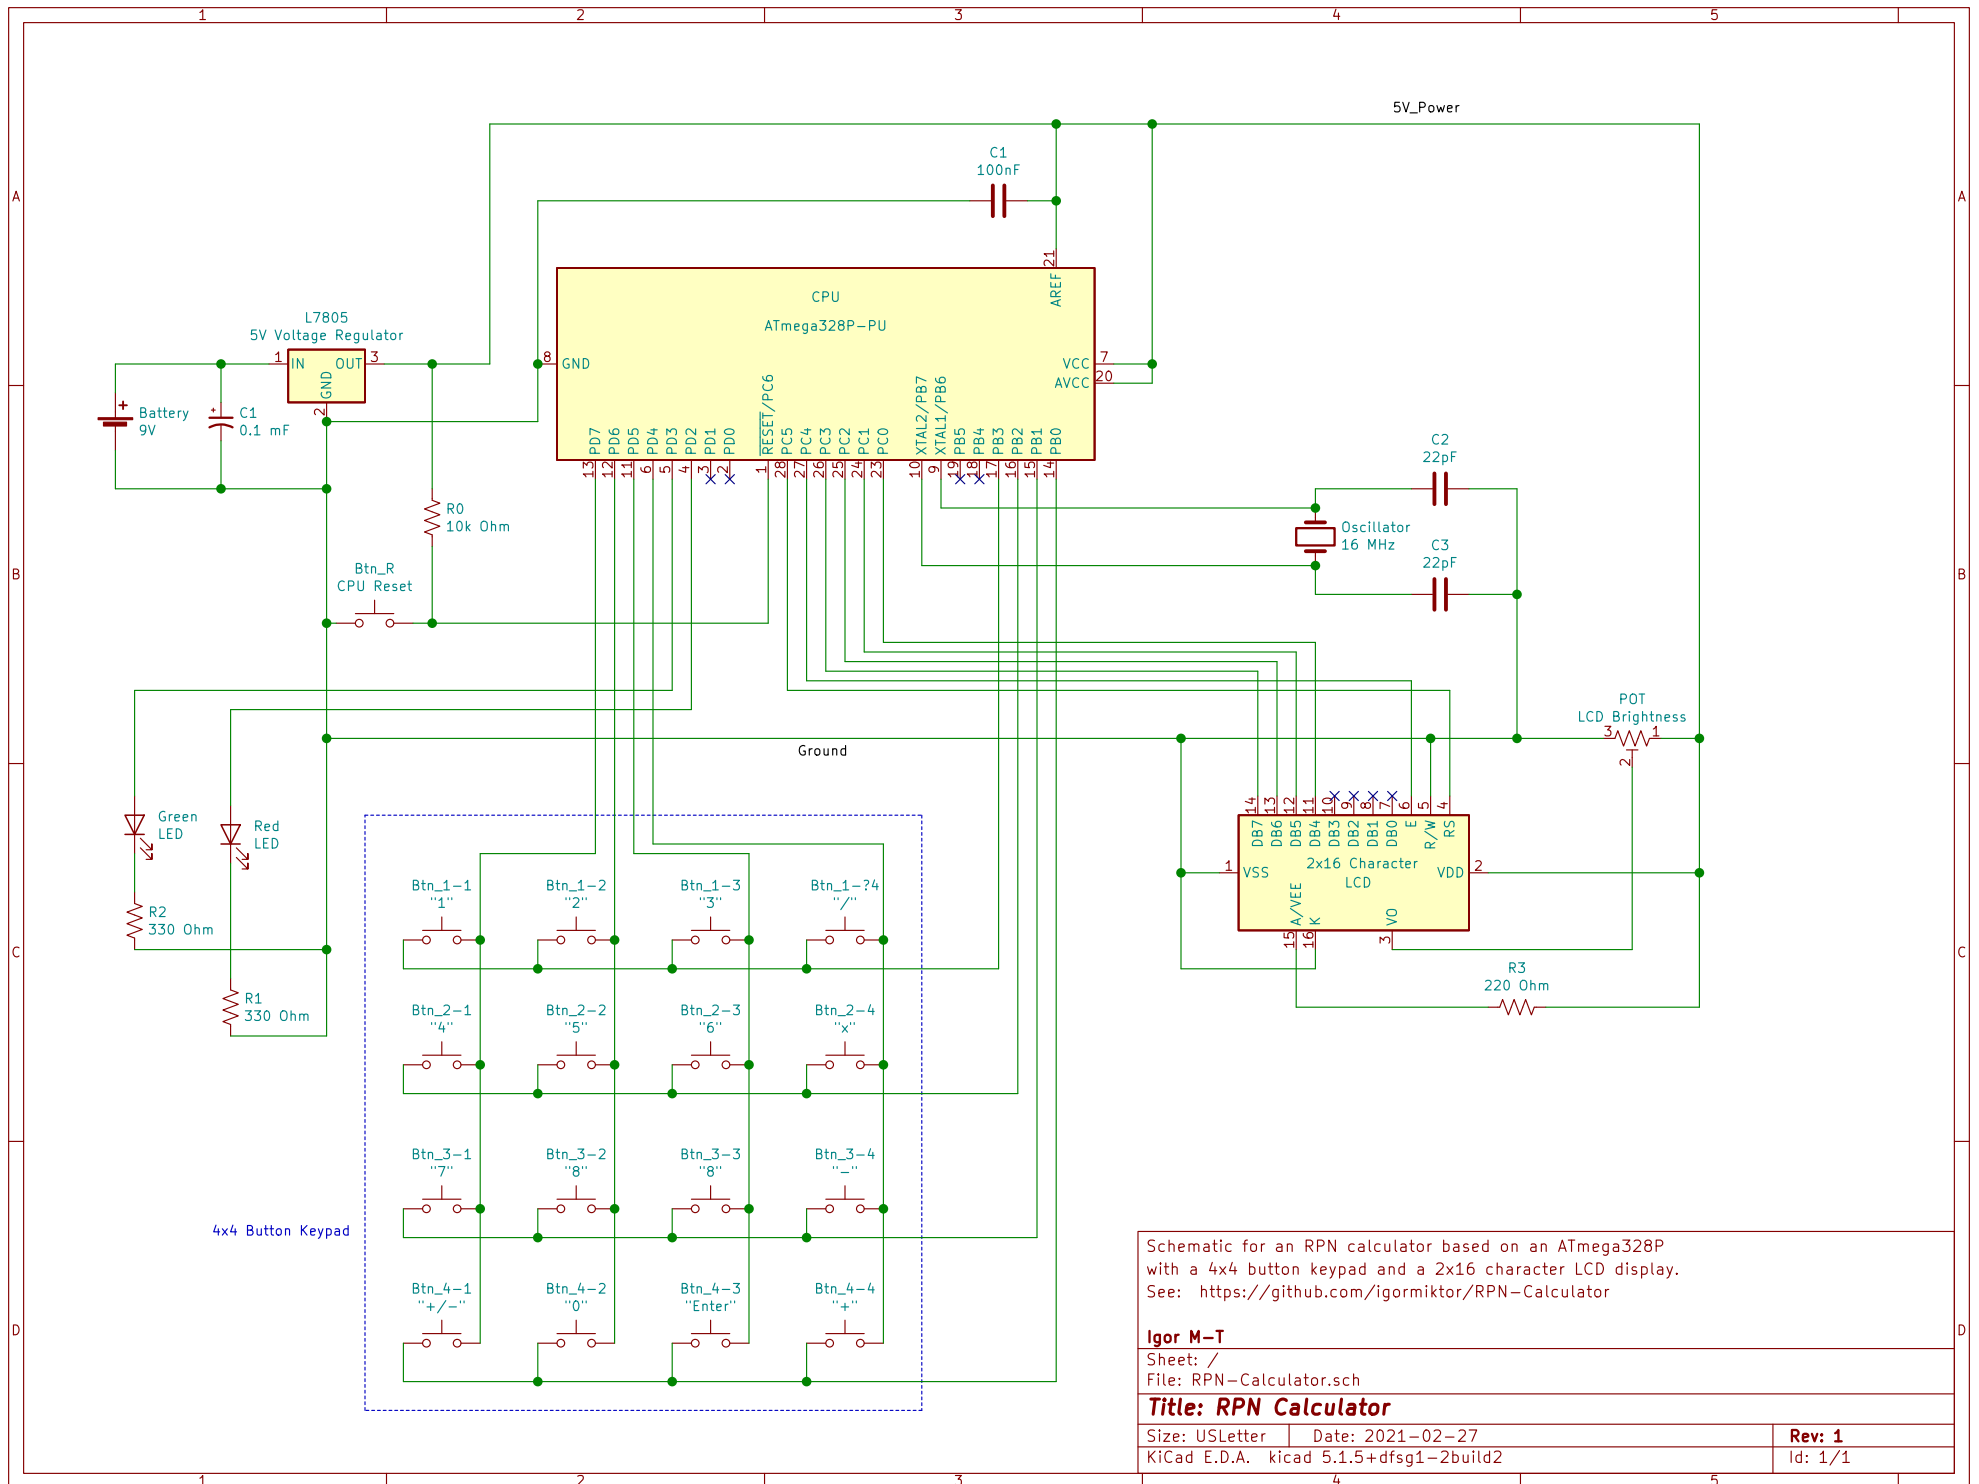 1 2 3 4 5
5V_Power
C1
100nF
A A
21
AREF
CPU
ATmega328P-PU
L7805
5V Voltage Regulator
1 IN OUT 3
GND
2
8 GND
VCC 7
AVCC 20
Battery
9V
C1
0.1 mF
PD7 PD6 PD5 PD4 PD3 PD2 PD1 PD0 RESET/PC6 PC5 PC4 PC3 PC2 PC1 PC0 XTAL2/PB7 XTAL1/PB6 PB5 PB4 PB3 PB2 PB1 PB0
13 12 11 6 5 4 3 2 1 28 27 26 25 24 23 10 9 19 18 17 16 15 14
C2
22pF
R0
10k Ohm
Oscillator
16 MHz
C3
22pF
B B
Btn_R
CPU Reset
POT
LCD Brightness
3 1
2
Ground
14 13 12 11 10 9 8 7 6 5 4
DB7 DB6 DB5 DB4 DB3 DB2 DB1 DB0 E R/W RS
2x16 Character
LCD
1 VSS
VDD 2
A/VEE K VO
15 16 3
Green
LED
Red
LED
R2
330 Ohm
R1
330 Ohm
R3
220 Ohm
C C
Btn_1-1 Btn_1-2 Btn_1-3 Btn_1-?4
"1" "2" "3" "/"
Btn_2-1 Btn_2-2 Btn_2-3 Btn_2-4
"4" "5" "6" "x"
Btn_3-1 Btn_3-2 Btn_3-3 Btn_3-4
"7" "8" "8" "-"
4x4 Button Keypad
Btn_4-1 Btn_4-2 Btn_4-3 Btn_4-4
"+/-" "0" "Enter" "+"
D D
Schematic for an RPN calculator based on an ATmega328P
with a 4x4 button keypad and a 2x16 character LCD display.
See: https://github.com/igormiktor/RPN-Calculator
Igor M-T
Sheet: /
File: RPN-Calculator.sch
Title: RPN Calculator
Size: USLetter Date: 2021-02-27 Rev: 1
KiCad E.D.A. kicad 5.1.5+dfsg1-2build2 Id: 1/1
1 2 3 4 5